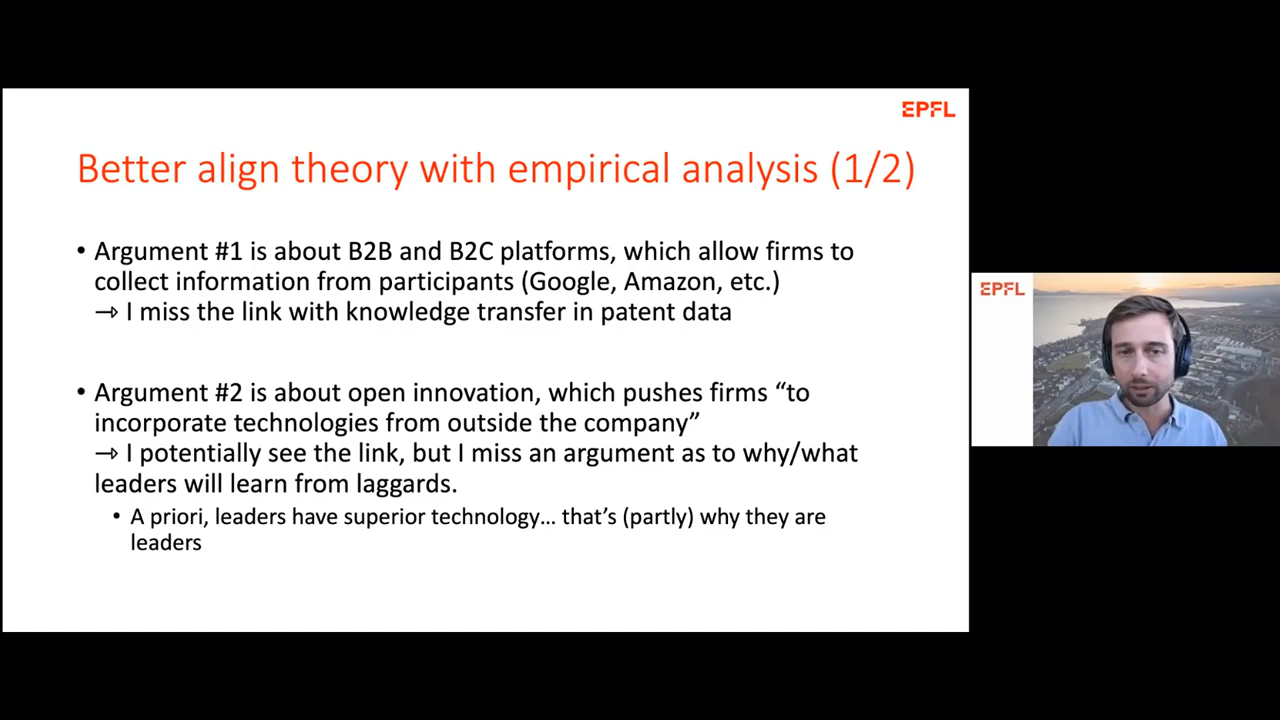 EPFL
Better align theory with empirical analysis (1/2)
• Argument #1 is about B2B and B2C platforms, which allow firms to
collect information from participants (Google, Amazon, etc.)
→ I miss the link with knowledge transfer in patent data
• Argument #2 is about open innovation, which pushes firms “to
incorporate technologies from outside the company”
→ I potentially see the link, but I miss an argument as to why/what
leaders will learn from laggards.
• A priori, leaders have superior technology… that’s (partly) why they are
leaders
EPFL